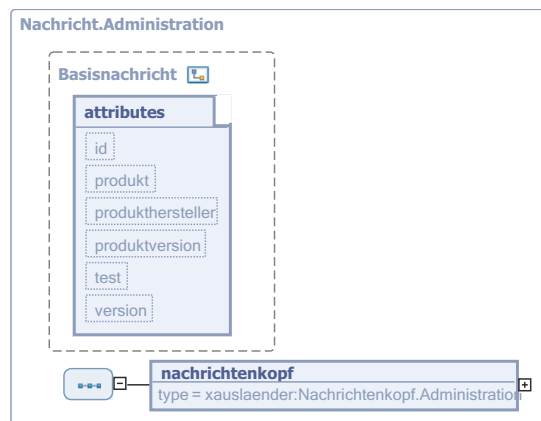 Nachricht.Administration
Basisnachricht
attributes
id
produkt
produkthersteller
produktversion
test
version
nachrichtenkopf
type = xauslaender:Nachrichtenkopf.Administration